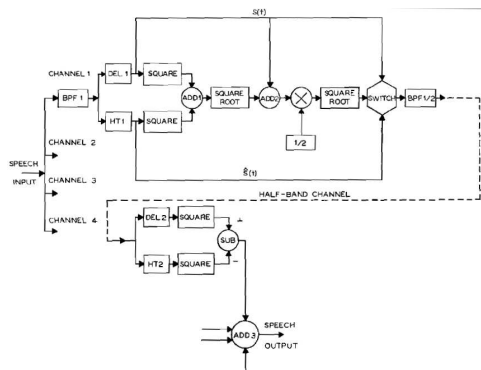 S(t)
CHANNEL 1
DEL.1
SQUARE
BPF 1
ADD1
SQUARE
ROOT
ADD2
SQUARE
ROOT
SWITCH
BPF1/2
HT1
SQUARE
1/2
CHANNEL 2
SPEECH
INPUT
CHANNEL 3
Ŝ(t)
HALF-BAND CHANNEL
CHANNEL 4
DEL 2
SQUARE
+
SUB
HT2
SQUARE
-
ADD.3
SPEECH
OUTPUT